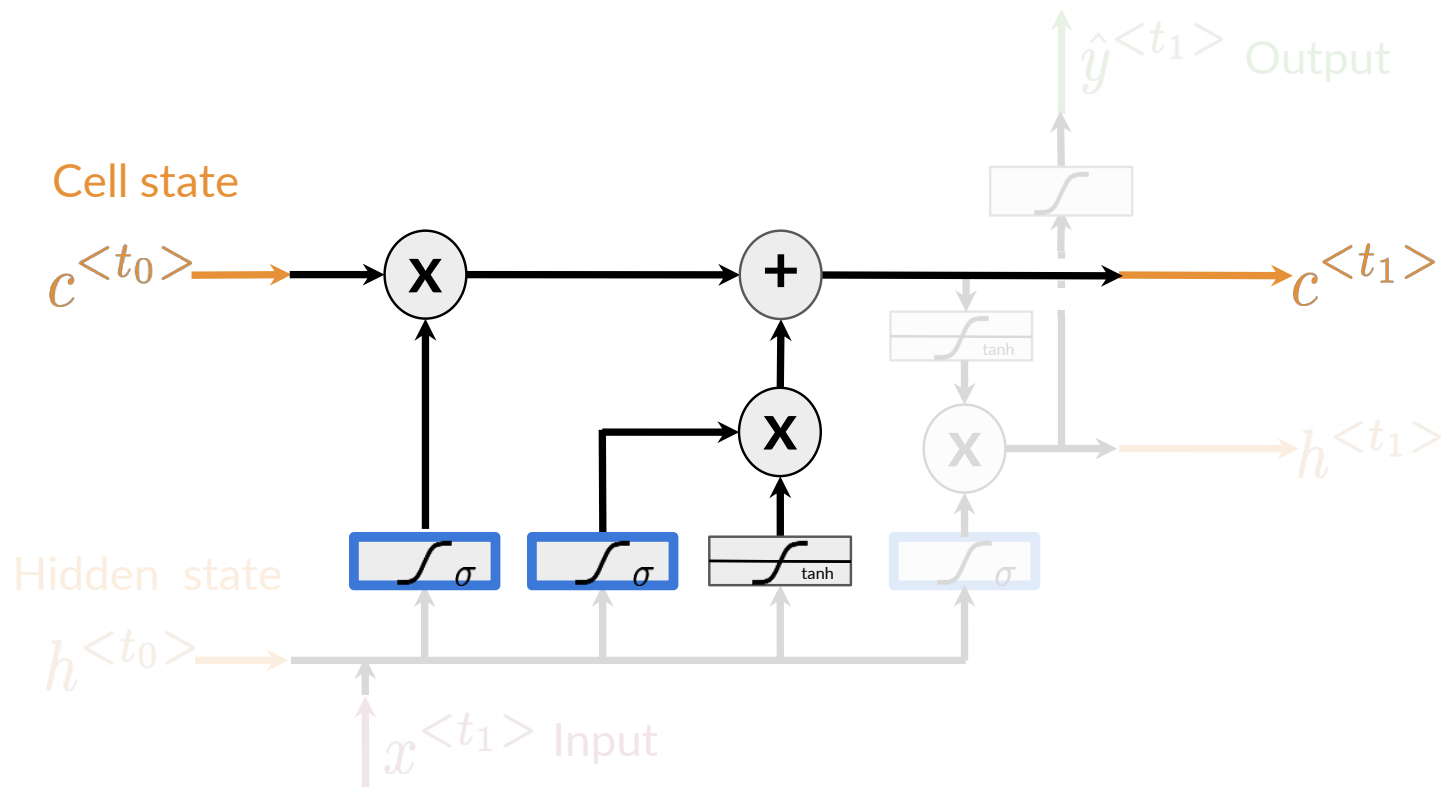 ŷ<t₁> Output
Cell state
c<t₀>
x
+
c<t₁>
tanh
x
x
h<t₁>
σ
σ
tanh
σ
Hidden state
h<t₀>
x<t₁> Input